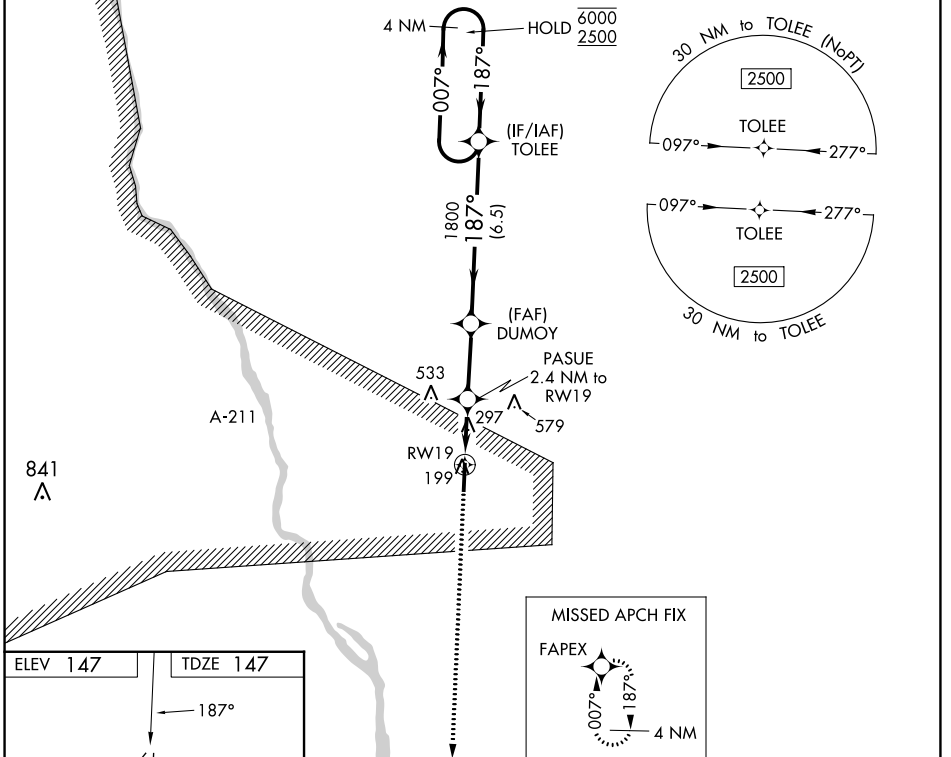 4 NM
HOLD 6000
2500
007°
187°
(IF/IAF)
TOLEE
1800
187°
(6.5)
(FAF)
DUMOY
PASUE
2.4 NM to
RW19
533
297
579
RW19
199
A-211
841
30 NM to TOLEE (NoPT)
2500
TOLEE
097°
277°
097°
277°
TOLEE
2500
30 NM to TOLEE
MISSED APCH FIX
FAPEX
007°
187°
4 NM
ELEV 147
TDZE 147
187°